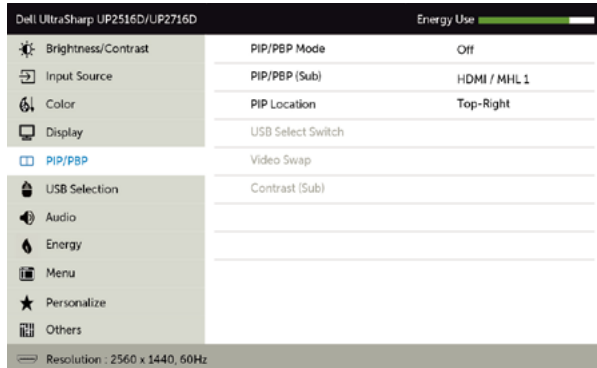 Dell UltraSharp UP2516D/UP2716D Energy Use
Brightness/Contrast PIP/PBP Mode Off
Input Source PIP/PBP (Sub) HDMI / MHL 1
Color PIP Location Top-Right
Display USB Select Switch
PIP/PBP Video Swap
USB Selection Contrast (Sub)
Audio
Energy
Menu
Personalize
Others
Resolution : 2560 x 1440, 60Hz